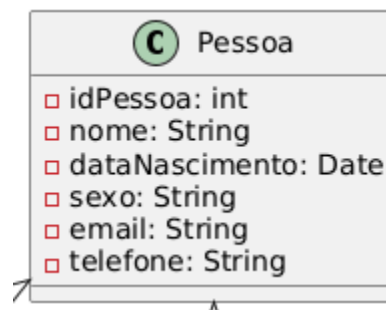 C Pessoa
idPessoa: int
nome: String
dataNascimento: Date
sexo: String
email: String
telefone: String